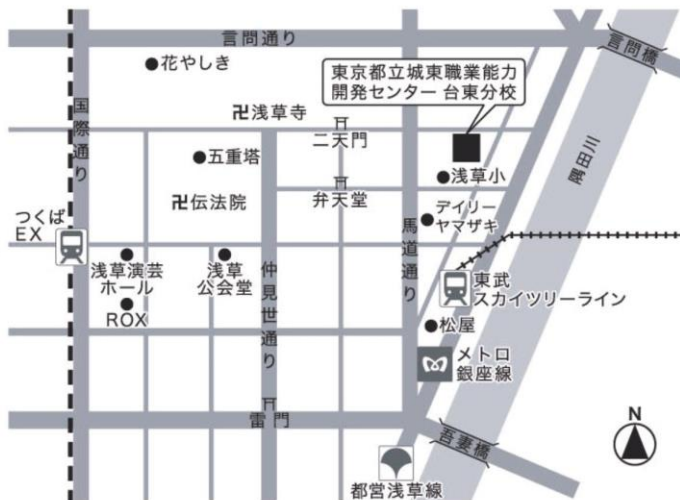 言問通り
言問橋
花やしき
東京都立城東職業能力
開発センター 台東分校
国際通り
卍浅草寺
二天門
五重塔
浅草小
隅田川
卍伝法院
弁天堂
デイリー
ヤマザキ
つくば
EX
馬道通り
浅草演芸
ホール
浅草
公会堂
仲見世通り
東武
スカイツリーライン
ROX
松屋
メトロ
銀座線
雷門
吾妻橋
N
都営浅草線